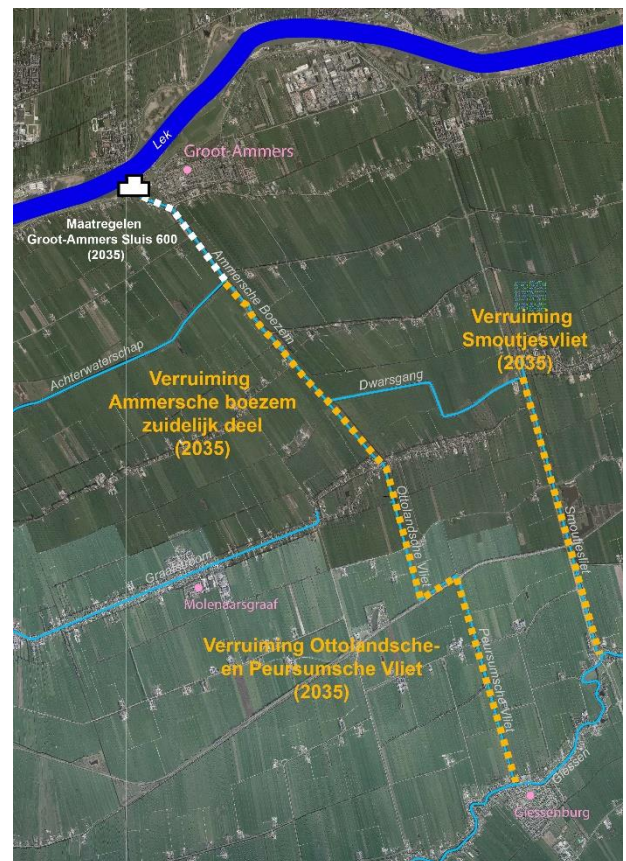 Lek
Groot-Ammers
Maatregelen
Groot-Ammers Sluis 600
(2035)
Ammersche Boezem
Achterwaterschap
Verruiming
Smoutjesvliet
(2035)
Verruiming
Ammersche boezem
zuidelijk deel
(2035)
Dwarsgang
Ottolandsche Vliet
Smoutjesvliet
Graafstroom
Molenaarsgraaf
Verruiming Ottolandsche-
en Peursumsche Vliet
(2035)
Peursumsche Vliet
Giessen
Giessenburg